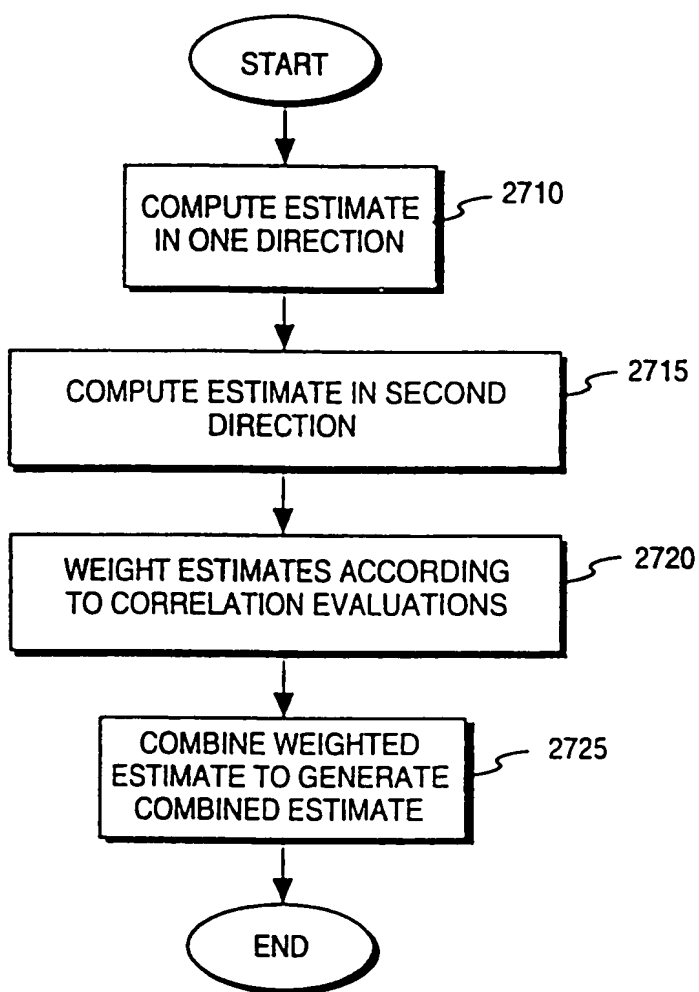 START
COMPUTE ESTIMATE
IN ONE DIRECTION
2710
COMPUTE ESTIMATE IN SECOND
DIRECTION
2715
WEIGHT ESTIMATES ACCORDING
TO CORRELATION EVALUATIONS
2720
COMBINE WEIGHTED
ESTIMATE TO GENERATE
COMBINED ESTIMATE
2725
END